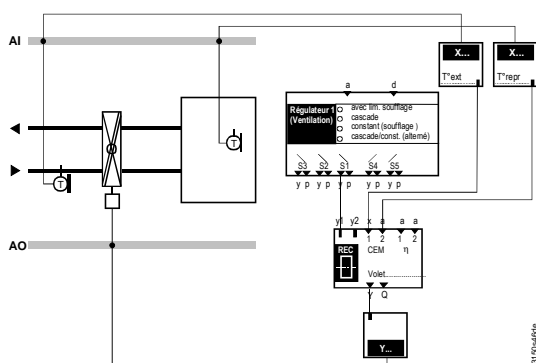 AI
X...
X...
T°ext
T°repr
a d
Régulateur 1
(Ventilation)
avec lim. soufflage
cascade
constant (soufflage )
cascade/const. (alterné)
T
T
S3 S2 S1 S4 S5
y p y p y p y p y p
y1 y2 x a a a
1 2 1 2
REC CEM η
Volet
AO
Y Q
Y...